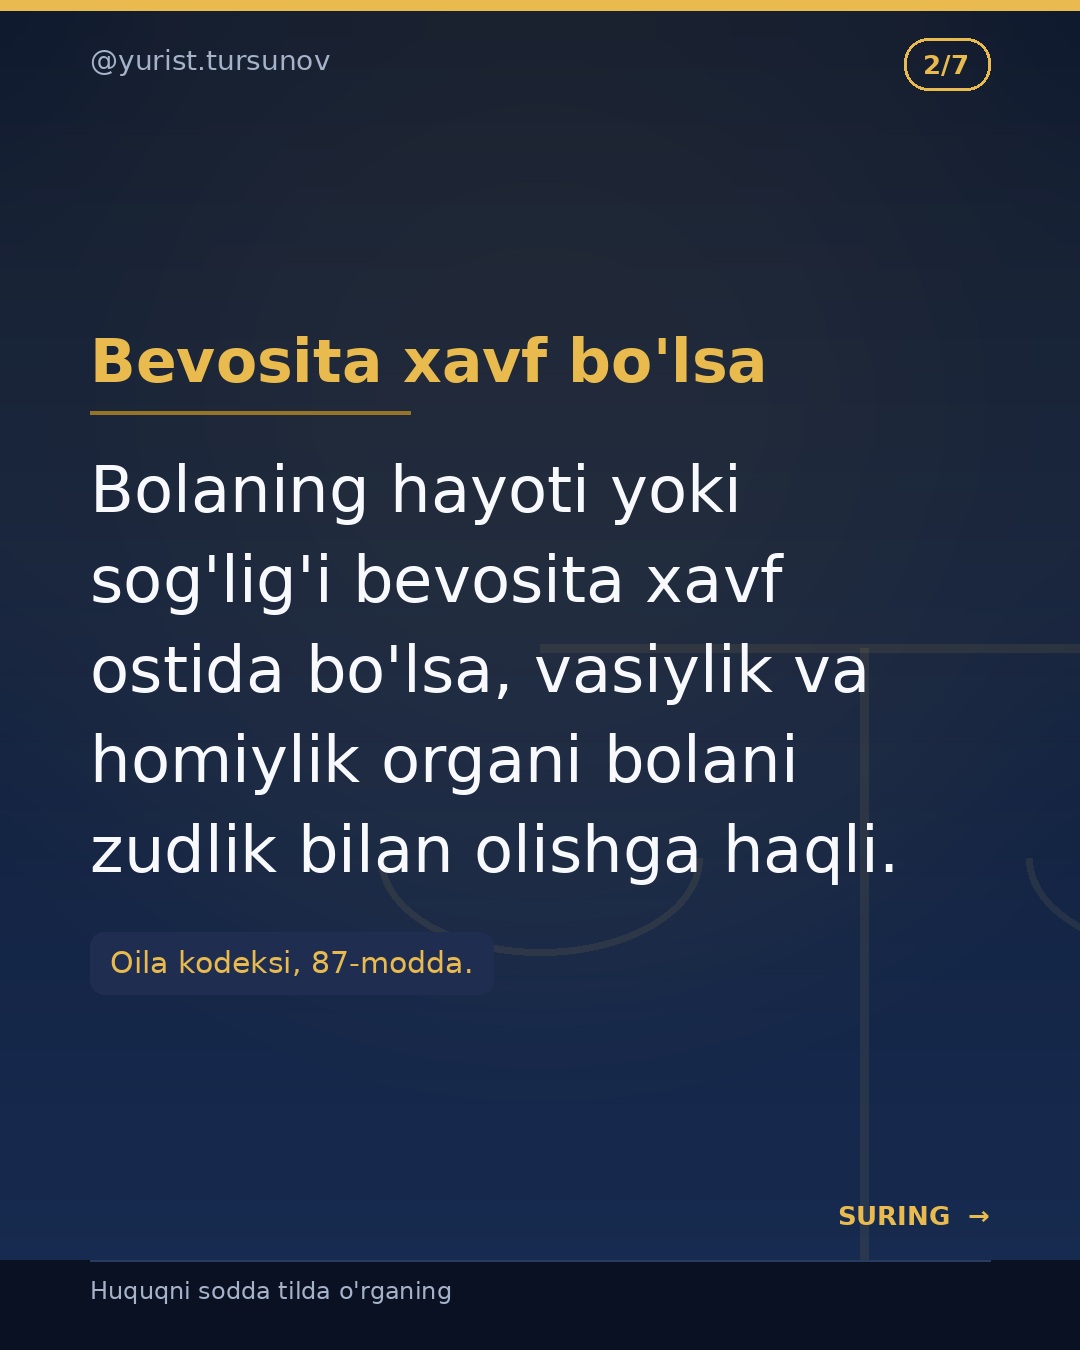 @yurist.tursunov
2/7
Bevosita xavf bo'lsa
Bolaning hayoti yoki
sog'lig'i bevosita xavf
ostida bo'lsa, vasiylik va
homiylik organi bolani
zudlik bilan olishga haqli.
Oila kodeksi, 87-modda.
SURING →
Huquqni sodda tilda o'rganing